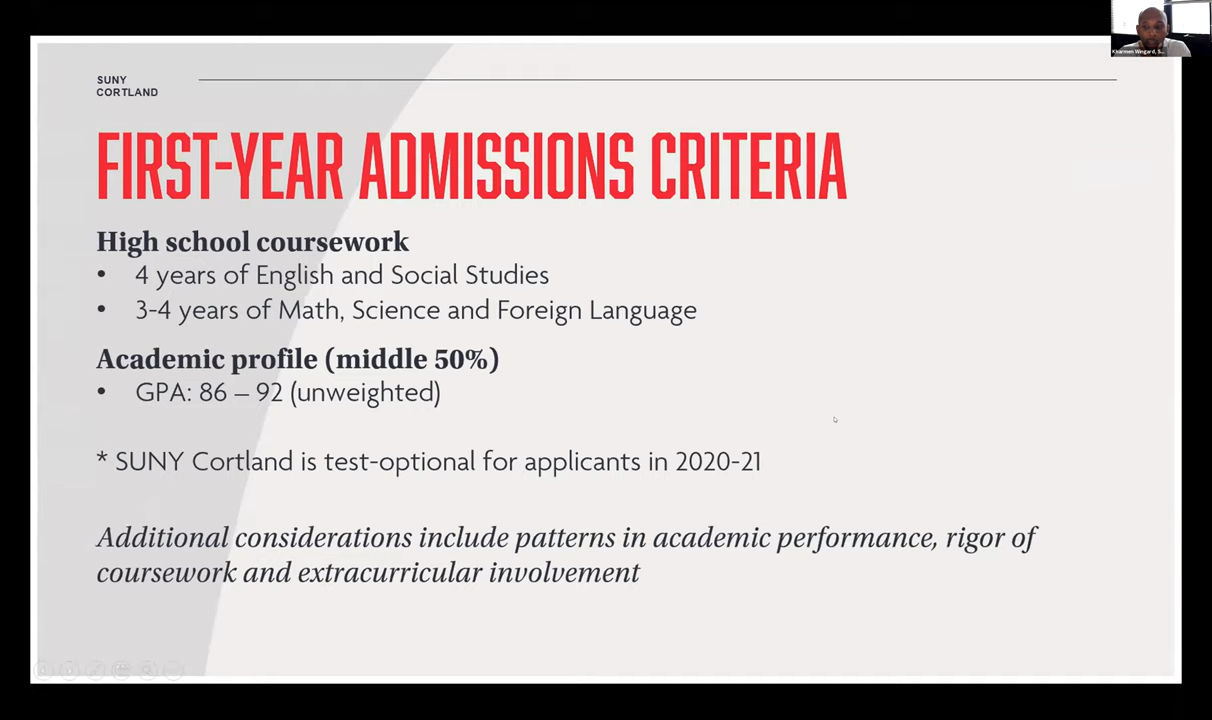 Kharmen Wingard, S...
SUNY
CORTLAND
FIRST-YEAR ADMISSIONS CRITERIA
High school coursework
• 4 years of English and Social Studies
• 3-4 years of Math, Science and Foreign Language
Academic profile (middle 50%)
• GPA: 86 – 92 (unweighted)
* SUNY Cortland is test-optional for applicants in 2020-21
Additional considerations include patterns in academic performance, rigor of
coursework and extracurricular involvement